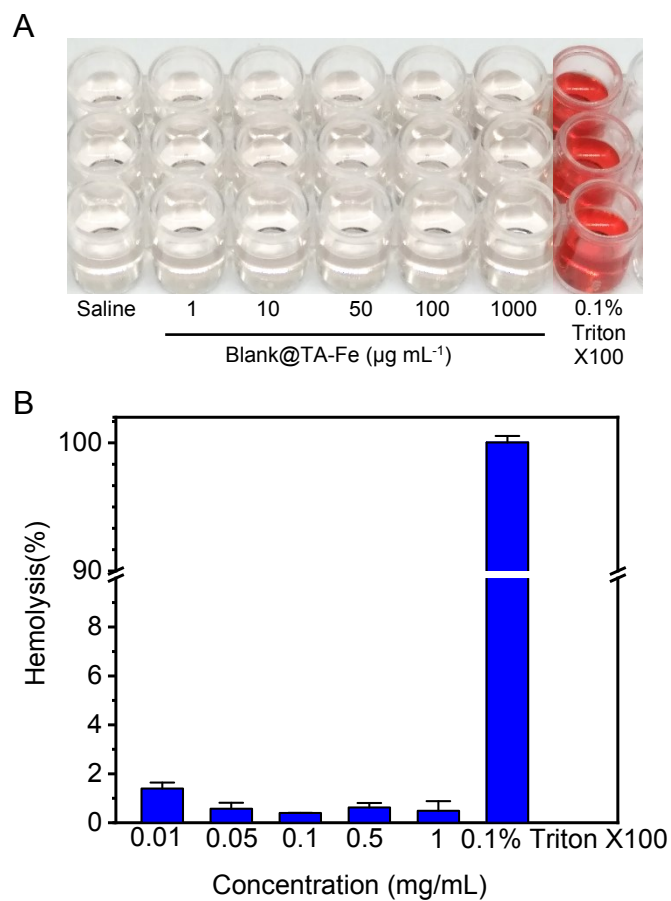 A
Saline 1 10 50 100 1000 0.1%
Triton
X100
Blank@TA-Fe (µg mL⁻¹)
B
100
90
8
6
4
2
0
Hemolysis(%)
0.01 0.05 0.1 0.5 1 0.1% Triton X100
Concentration (mg/mL)